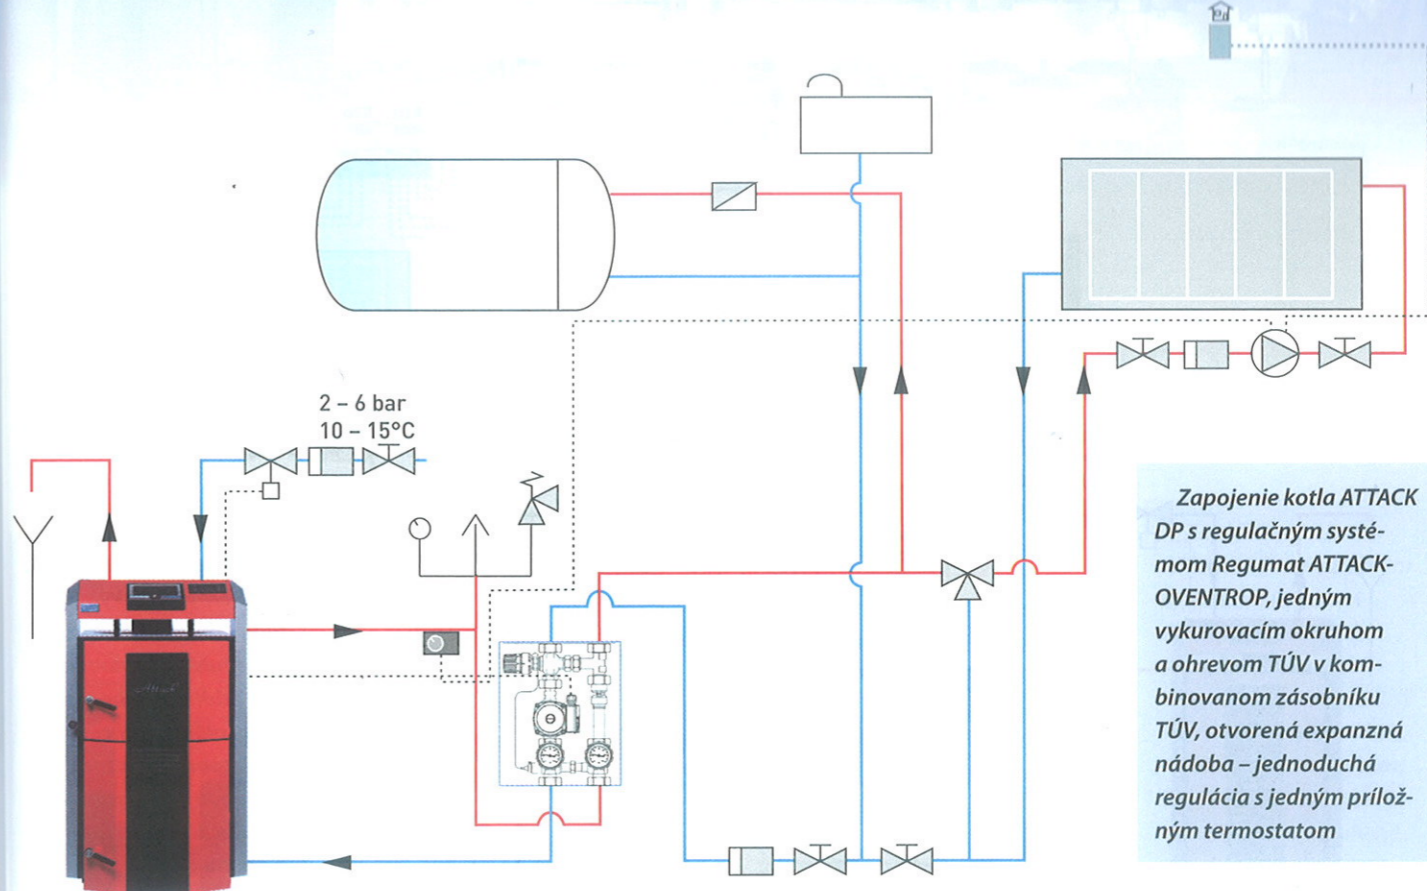 2 – 6 bar
10 – 15°C
Zapojenie kotla ATTACK
DP s regulačným systé-
mom Regumat ATTACK-
OVENTROP, jedným
vykurovacím okruhom
a ohrevom TÚV v kom-
binovanom zásobníku
TÚV, otvorená expanzná
nádoba – jednoduchá
regulácia s jedným prílož-
ným termostatom